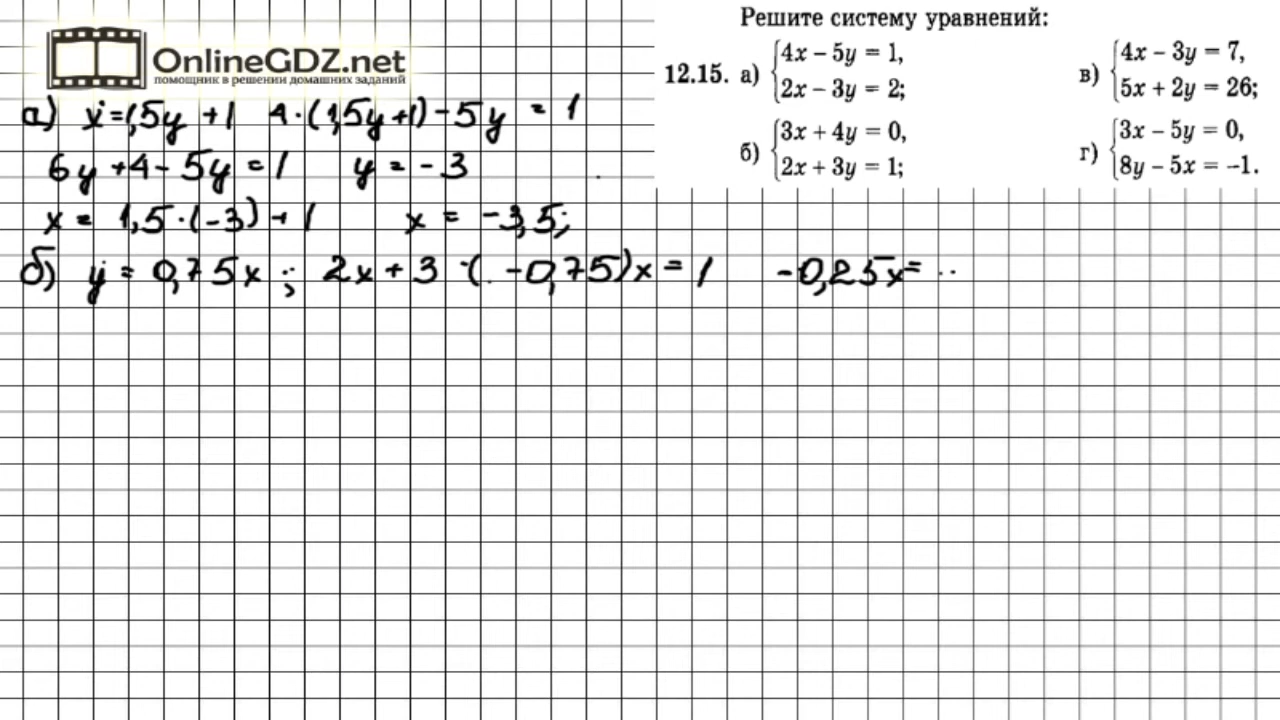 OnlineGDZ.net
помощник в решении домашних заданий
Решите систему уравнений:
12.15. а) {4x − 5y = 1,
2x − 3y = 2;
б) {3x + 4y = 0,
2x + 3y = 1;
в) {4x − 3y = 7,
5x + 2y = 26;
г) {3x − 5y = 0,
8y − 5x = −1.
а) x=1,5y +1 4·(1,5y+1)-5y = 1
6y +4- 5y = 1 y = -3
x = 1,5·(-3)+1 x = -3,5;
б) y = 0,75x ; 2x + 3 ·( -0,75)x = 1 -0,25x=